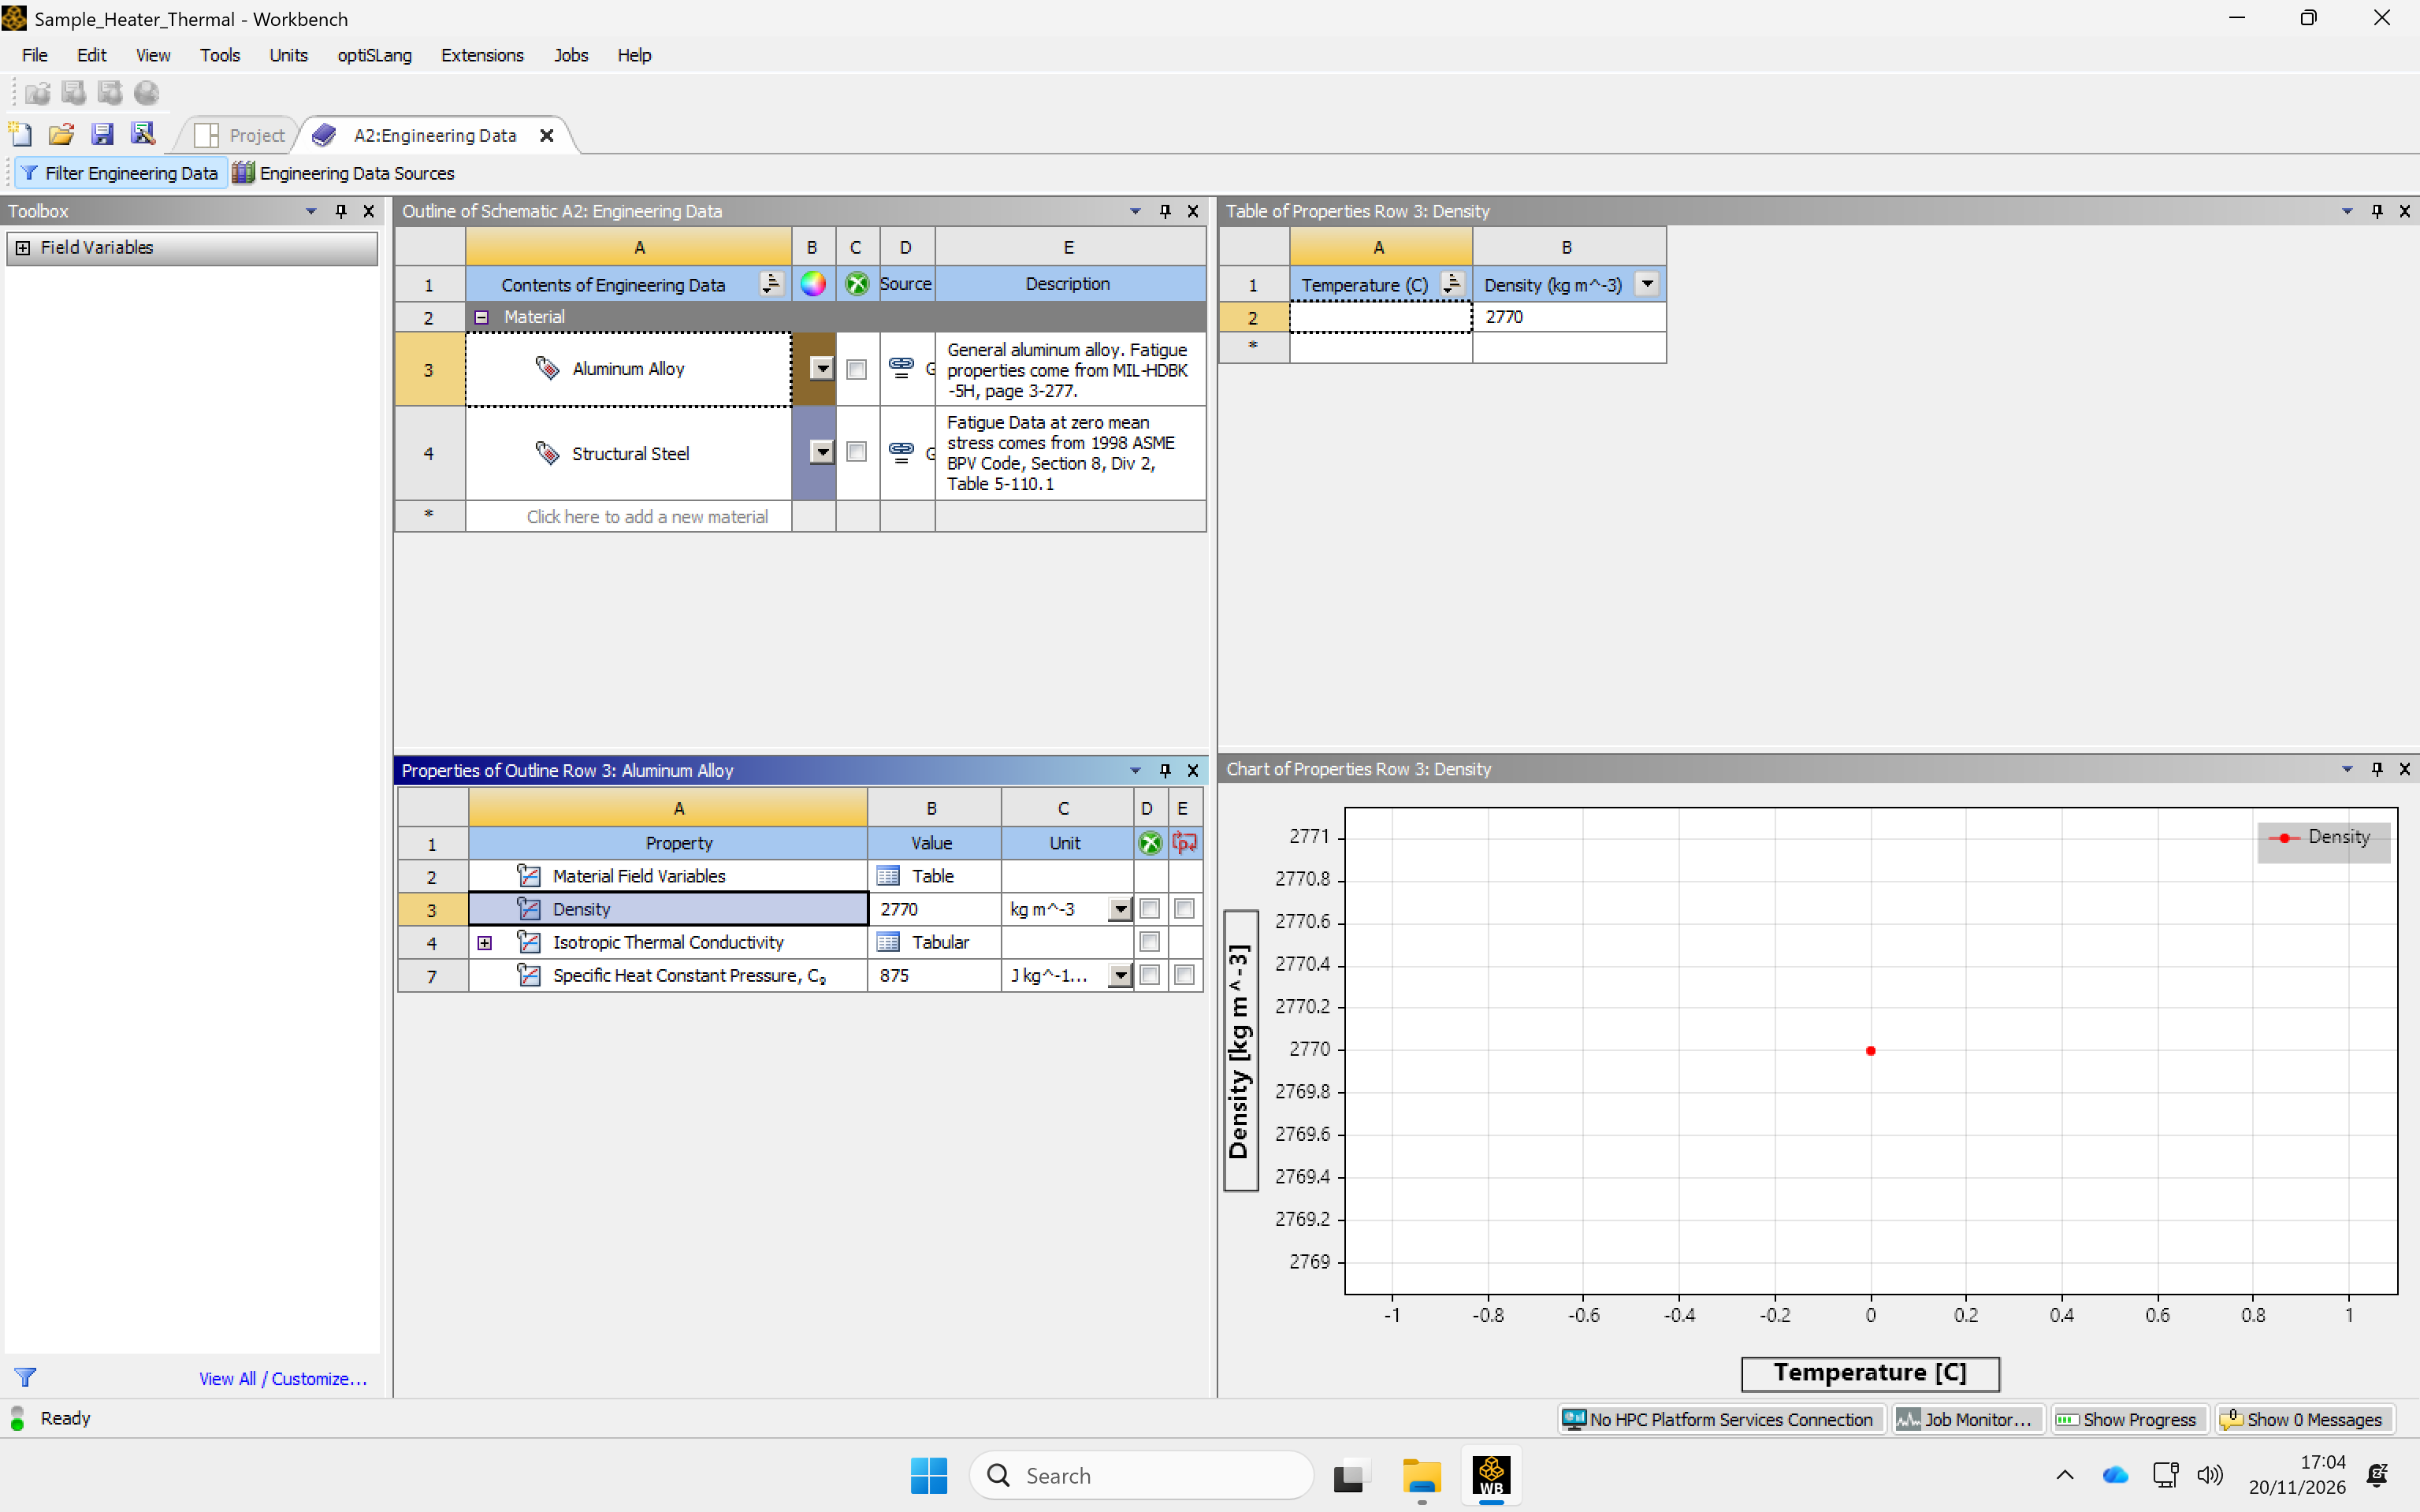 Sample_Heater_Thermal - Workbench
File Edit View Tools Units optiSLang Extensions Jobs Help
Project A2:Engineering Data
Filter Engineering Data Engineering Data Sources
Toolbox
Field Variables
View All / Customize...
Outline of Schematic A2: Engineering Data
A B C D E
1 Contents of Engineering Data Source Description
2 Material
3 Aluminum Alloy G General aluminum alloy. Fatigue
properties come from MIL-HDBK
-5H, page 3-277.
4 Structural Steel G Fatigue Data at zero mean
stress comes from 1998 ASME
BPV Code, Section 8, Div 2,
Table 5-110.1
* Click here to add a new material
Table of Properties Row 3: Density
A B
1 Temperature (C) Density (kg m^-3)
2 2770
*
Properties of Outline Row 3: Aluminum Alloy
A B C D E
1 Property Value Unit
2 Material Field Variables Table
3 Density 2770 kg m^-3
4 Isotropic Thermal Conductivity Tabular
7 Specific Heat Constant Pressure, Cₚ 875 J kg^-1...
Chart of Properties Row 3: Density
Density
2771
2770.8
2770.6
2770.4
2770.2
2770
2769.8
2769.6
2769.4
2769.2
2769
Density [kg m^-3]
-1 -0.8 -0.6 -0.4 -0.2 0 0.2 0.4 0.6 0.8 1
Temperature [C]
Ready
No HPC Platform Services Connection Job Monitor... Show Progress 0 Show 0 Messages
Search
WB
17:04
20/11/2026